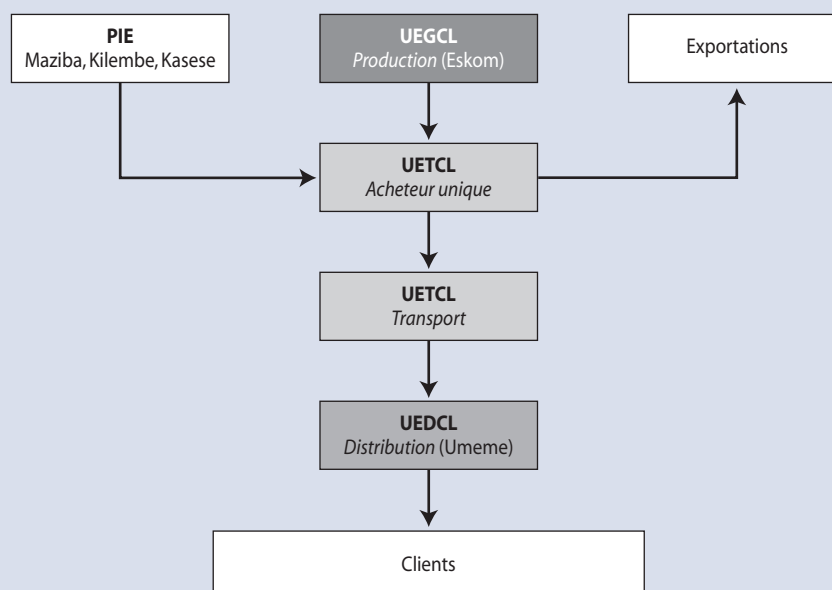 PIE
Maziba, Kilembe, Kasese
UEGCL
Production (Eskom)
Exportations
UETCL
Acheteur unique
UETCL
Transport
UEDCL
Distribution (Umeme)
Clients